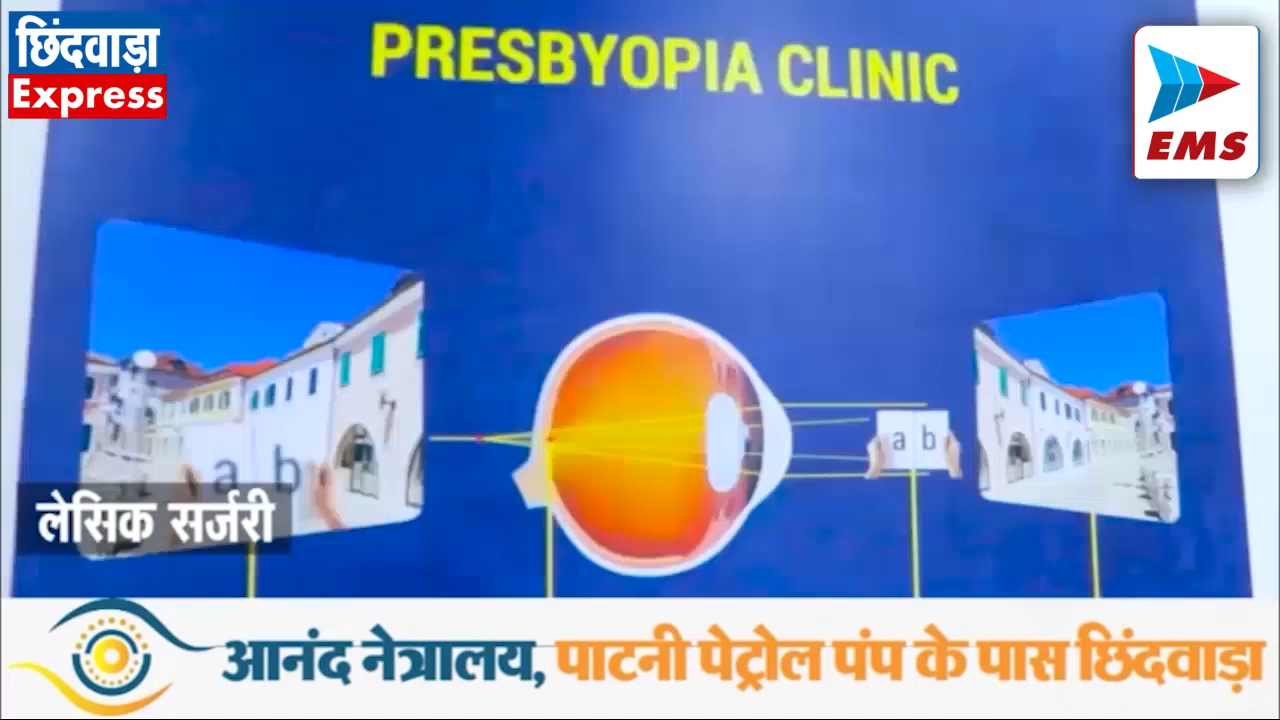 छिंदवाड़ा
Express
PRESBYOPIA CLINIC
EMS
a b
a b
लेसिक सर्जरी
आनंद नेत्रालय, पाटनी पेट्रोल पंप के पास छिंदवाड़ा